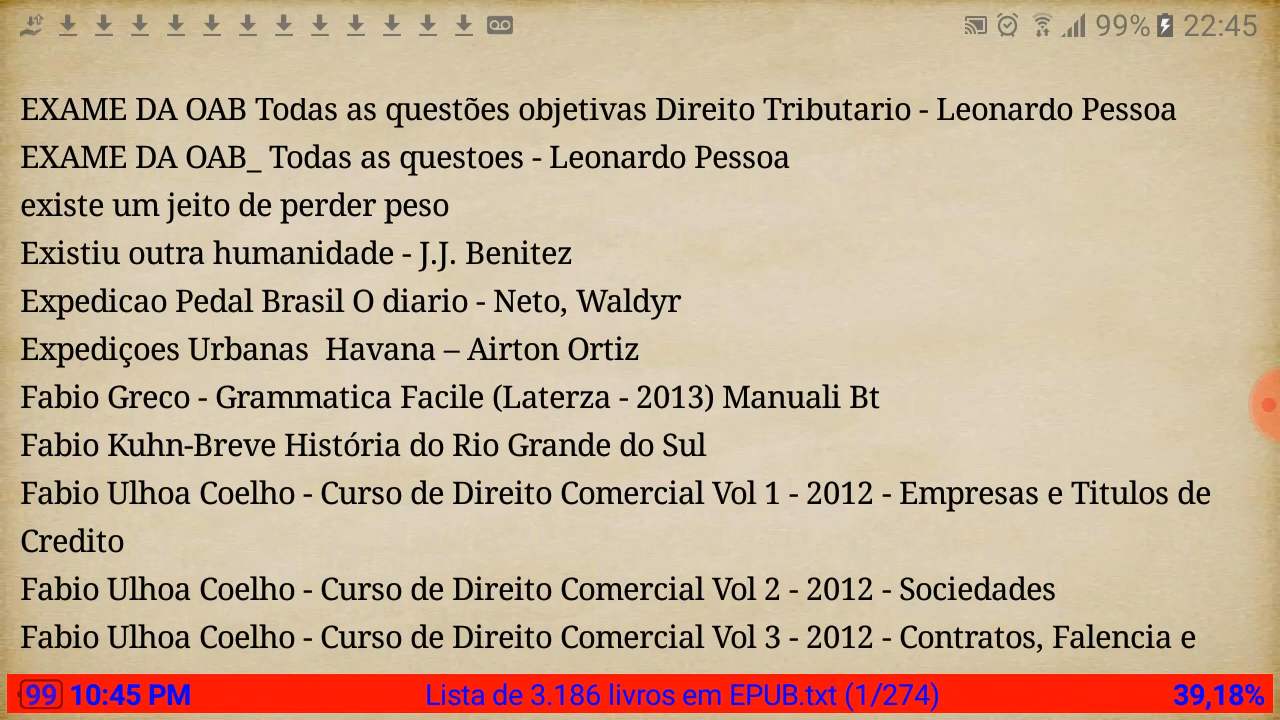 99% 22:45
EXAME DA OAB Todas as questões objetivas Direito Tributario - Leonardo Pessoa
EXAME DA OAB_ Todas as questoes - Leonardo Pessoa
existe um jeito de perder peso
Existiu outra humanidade - J.J. Benitez
Expedicao Pedal Brasil O diario - Neto, Waldyr
Expediçoes Urbanas  Havana – Airton Ortiz
Fabio Greco - Grammatica Facile (Laterza - 2013) Manuali Bt
Fabio Kuhn-Breve História do Rio Grande do Sul
Fabio Ulhoa Coelho - Curso de Direito Comercial Vol 1 - 2012 - Empresas e Titulos de
Credito
Fabio Ulhoa Coelho - Curso de Direito Comercial Vol 2 - 2012 - Sociedades
Fabio Ulhoa Coelho - Curso de Direito Comercial Vol 3 - 2012 - Contratos, Falencia e
99 10:45 PM Lista de 3.186 livros em EPUB.txt (1/274) 39,18%